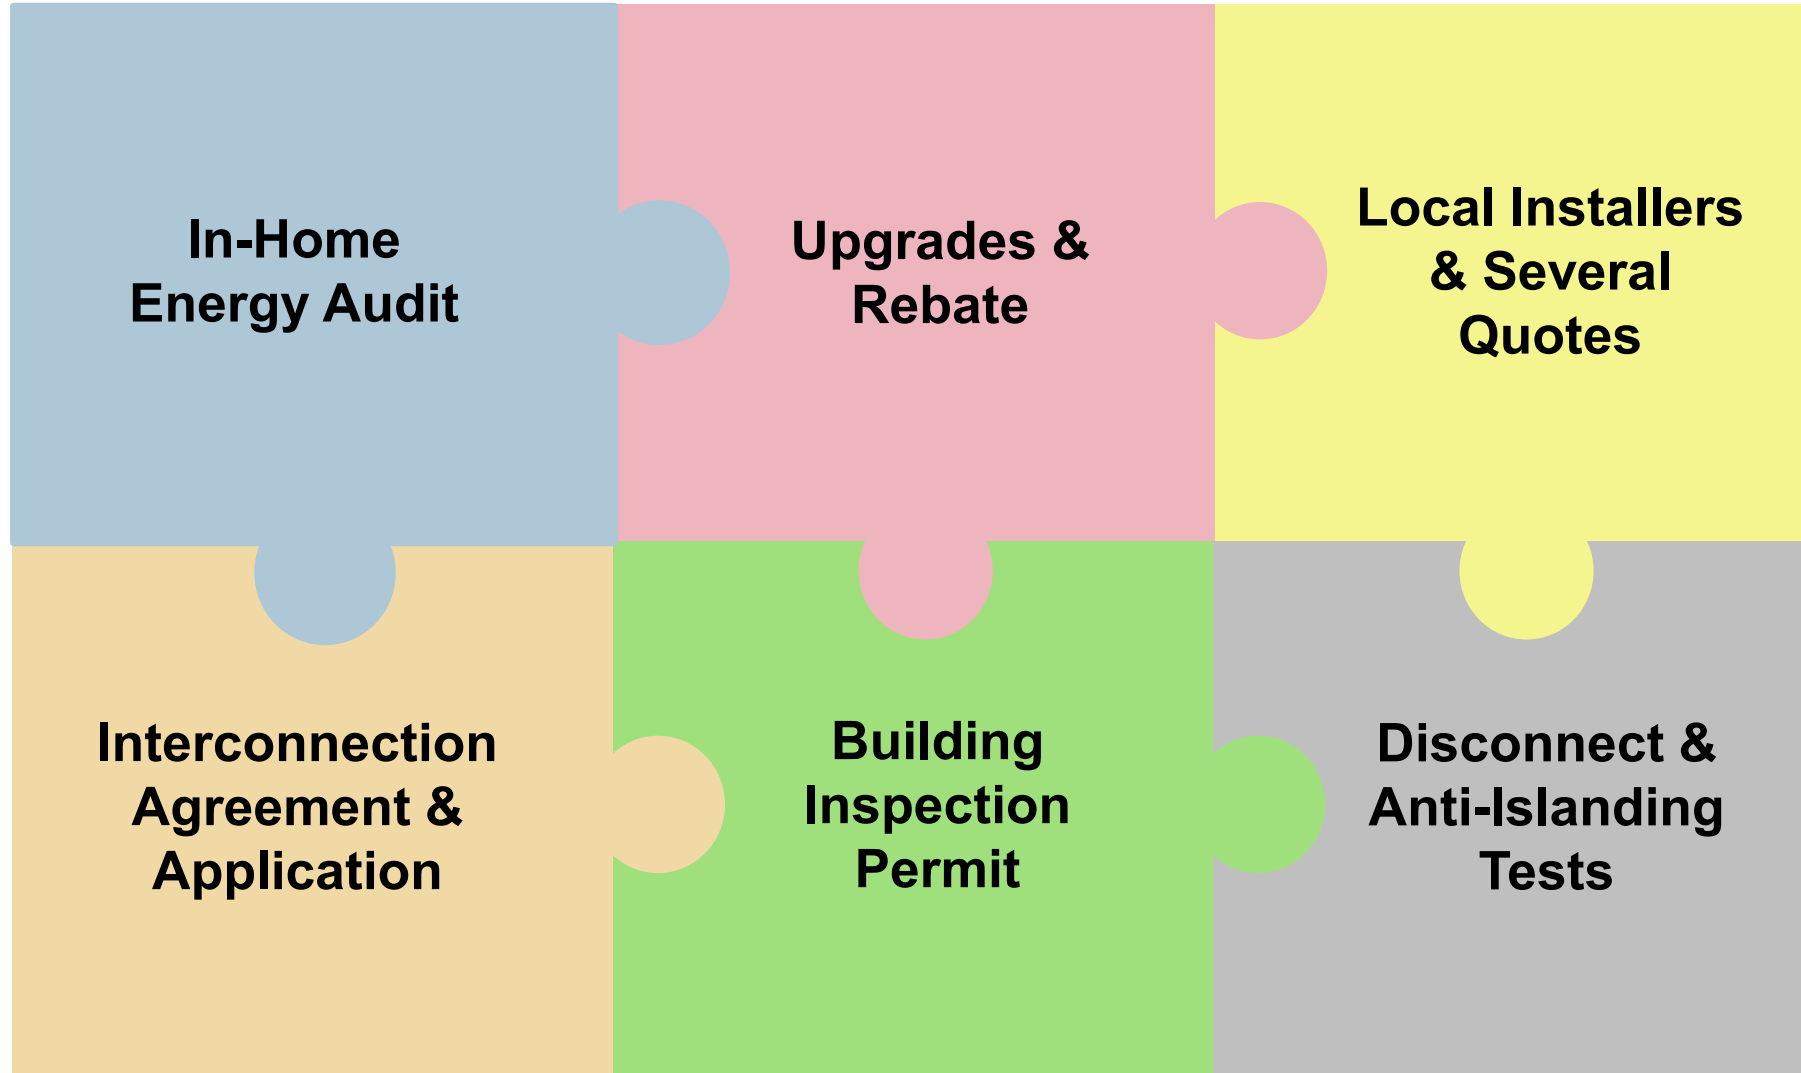 In-Home
Energy Audit
Upgrades &
Rebate
Local Installers
& Several
Quotes
Interconnection
Agreement &
Application
Building
Inspection
Permit
Disconnect &
Anti-Islanding
Tests